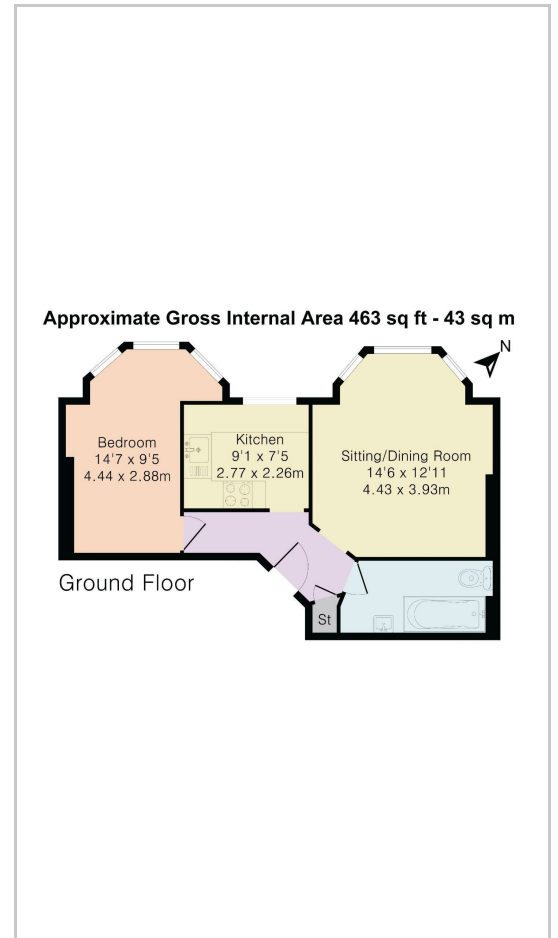 Approximate Gross Internal Area 463 sq ft - 43 sq m
N
Bedroom
14'7 x 9'5
4.44 x 2.88m
Kitchen
9'1 x 7'5
2.77 x 2.26m
Sitting/Dining Room
14'6 x 12'11
4.43 x 3.93m
Ground Floor
St